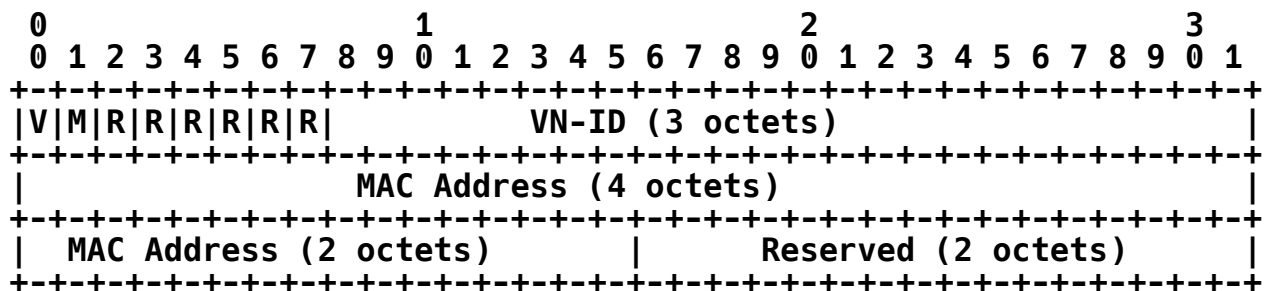 0                   1                   2                   3
 0 1 2 3 4 5 6 7 8 9 0 1 2 3 4 5 6 7 8 9 0 1 2 3 4 5 6 7 8 9 0 1
+-+-+-+-+-+-+-+-+-+-+-+-+-+-+-+-+-+-+-+-+-+-+-+-+-+-+-+-+-+-+-+-+
|V|M|R|R|R|R|R|R|          VN-ID (3 octets)                     |
+-+-+-+-+-+-+-+-+-+-+-+-+-+-+-+-+-+-+-+-+-+-+-+-+-+-+-+-+-+-+-+-+
|                 MAC Address (4 octets)                        |
+-+-+-+-+-+-+-+-+-+-+-+-+-+-+-+-+-+-+-+-+-+-+-+-+-+-+-+-+-+-+-+-+
|  MAC Address (2 octets)       |      Reserved (2 octets)      |
+-+-+-+-+-+-+-+-+-+-+-+-+-+-+-+-+-+-+-+-+-+-+-+-+-+-+-+-+-+-+-+-+